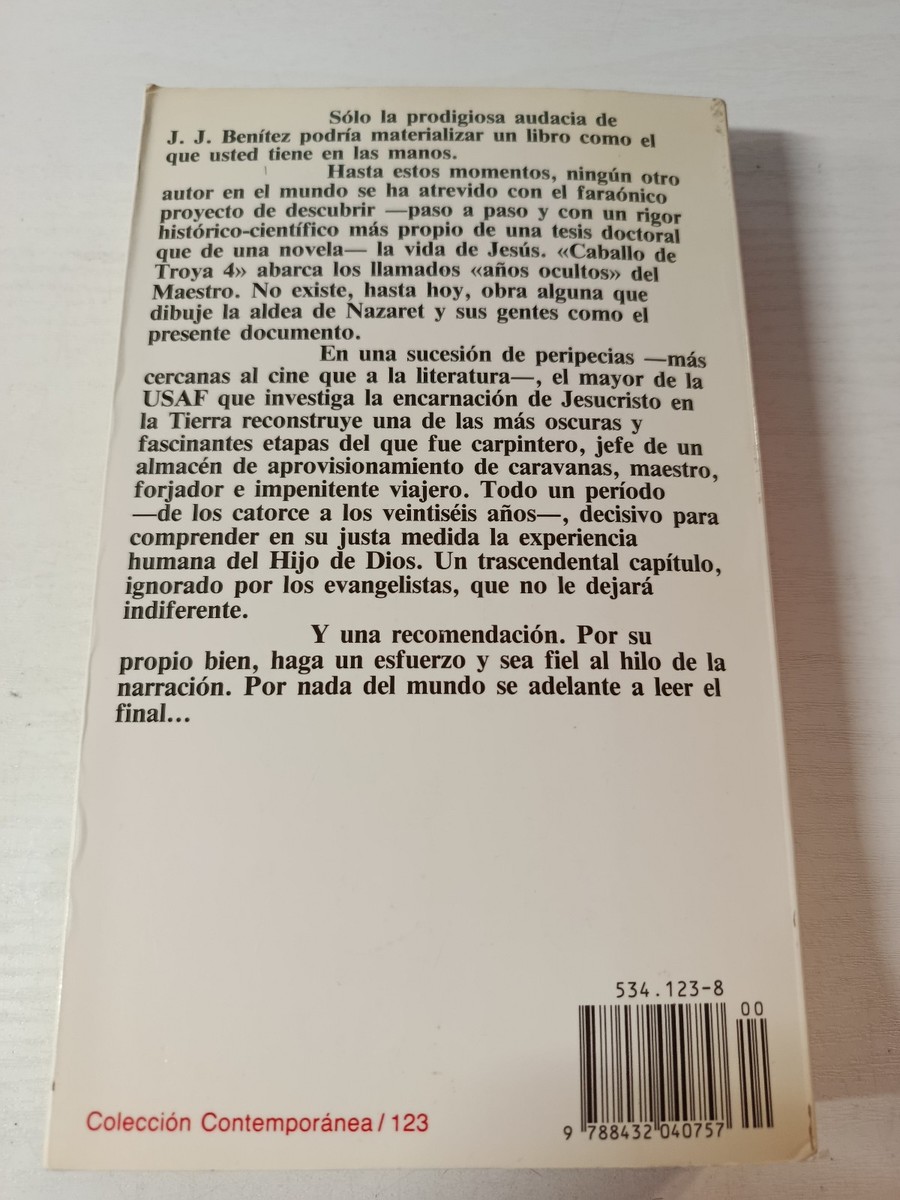 Sólo la prodigiosa audacia de
J. J. Benítez podría materializar un libro como el
que usted tiene en las manos.
Hasta estos momentos, ningún otro
autor en el mundo se ha atrevido con el faraónico
proyecto de descubrir —paso a paso y con un rigor
histórico-científico más propio de una tesis doctoral
que de una novela— la vida de Jesús. «Caballo de
Troya 4» abarca los llamados «años ocultos» del
Maestro. No existe, hasta hoy, obra alguna que
dibuje la aldea de Nazaret y sus gentes como el
presente documento.
En una sucesión de peripecias —más
cercanas al cine que a la literatura—, el mayor de la
USAF que investiga la encarnación de Jesucristo en
la Tierra reconstruye una de las más oscuras y
fascinantes etapas del que fue carpintero, jefe de un
almacén de aprovisionamiento de caravanas, maestro,
forjador e impenitente viajero. Todo un período
—de los catorce a los veintiséis años—, decisivo para
comprender en su justa medida la experiencia
humana del Hijo de Dios. Un trascendental capítulo,
ignorado por los evangelistas, que no le dejará
indiferente.
Y una recomendación. Por su
propio bien, haga un esfuerzo y sea fiel al hilo de la
narración. Por nada del mundo se adelante a leer el
final...
534.123-8
00
9 788432 040757
Colección Contemporánea / 123